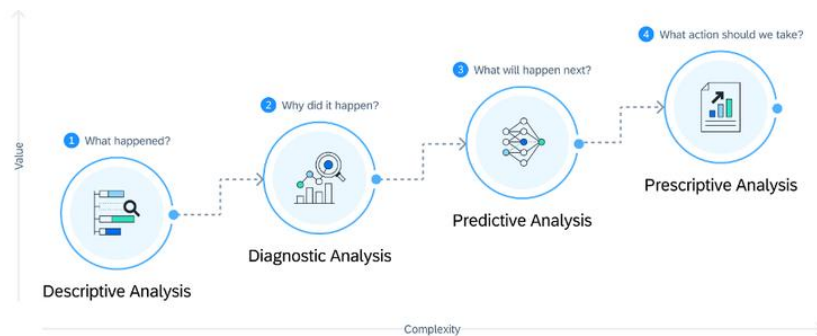 4 What action should we take?
3 What will happen next?
2 Why did it happen?
1 What happened?
Value
Prescriptive Analysis
Predictive Analysis
Diagnostic Analysis
Descriptive Analysis
Complexity